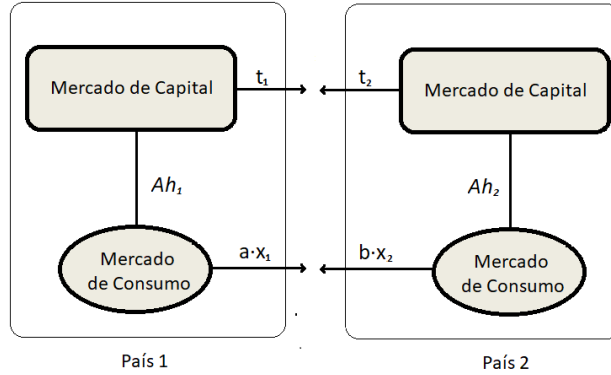 Mercado de Capital
t₁
t₂
Mercado de Capital
Ah₁
Ah₂
Mercado
de Consumo
a·x₁
b·x₂
Mercado
de Consumo
País 1
País 2